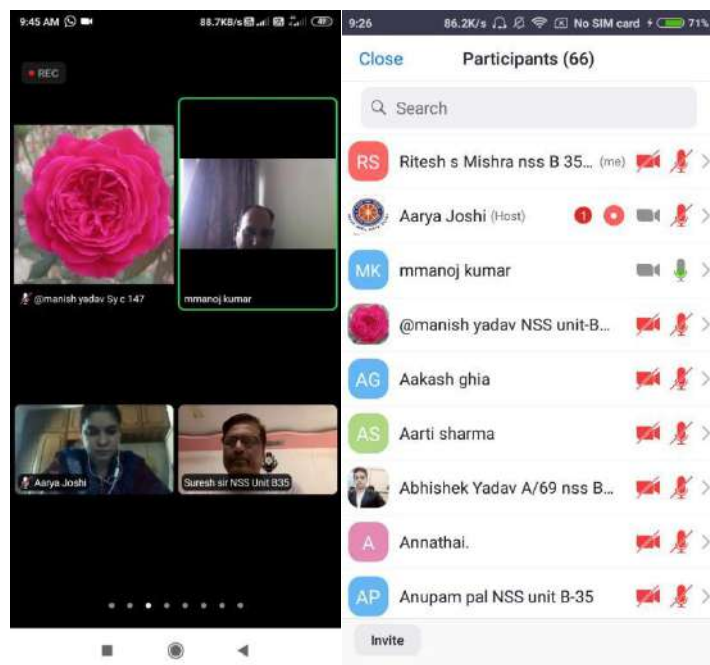 9:45 AM
88.7KB/s
47
REC
@manish yadav Sy c 147
mmanoj kumar
Aarya Joshi
Suresh sir NSS Unit B35
9:26
86.2K/s
No SIM card
71%
Close
Participants (66)
Search
RS
Ritesh s Mishra nss B 35... (me)
Aarya Joshi (Host)
1
MK
mmanoj kumar
@manish yadav NSS unit-B...
AG
Aakash ghia
AS
Aarti sharma
Abhishek Yadav A/69 nss B...
A
Annathai.
AP
Anupam pal NSS unit B-35
Invite